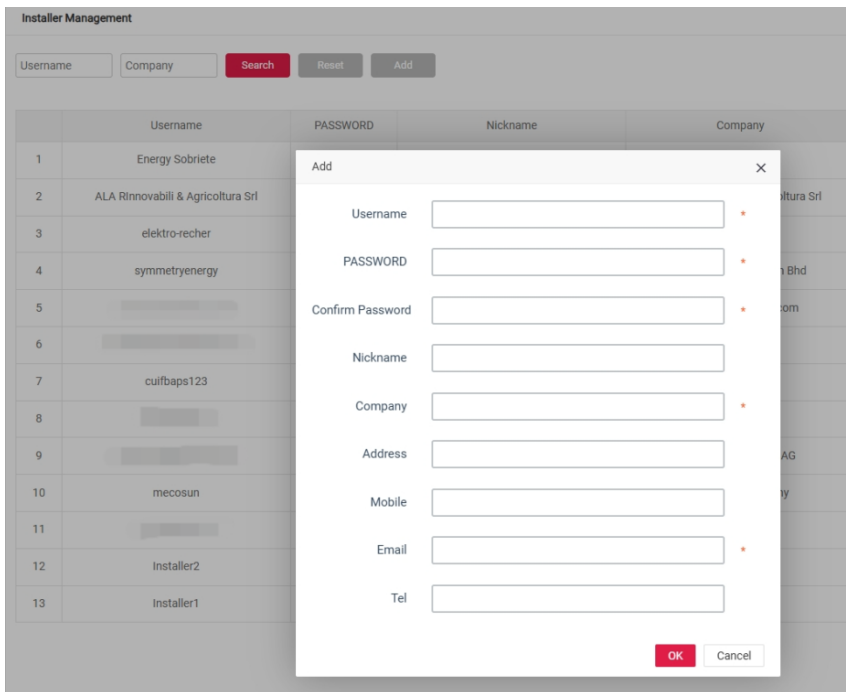 Installer Management
Username Company Search Reset Add
Username PASSWORD Nickname Company
1 Energy Sobriete
2 ALA RInnovabili & Agricoltura Srl oltura Srl
3 elektro-recher
4 symmetryenergy n Bhd
5 com
6
7 cuifbaps123
8
9 AG
10 mecosun ny
11
12 Installer2
13 Installer1
Add ×
Username *
PASSWORD *
Confirm Password *
Nickname
Company *
Address
Mobile
Email *
Tel
OK Cancel